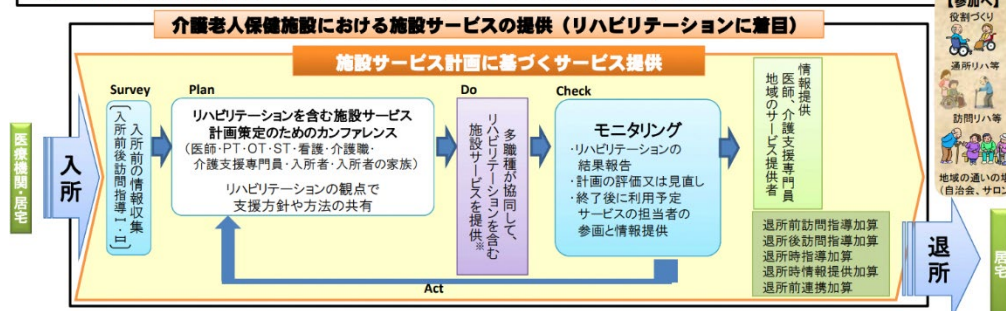 介護老人保健施設における施設サービスの提供（リハビリテーションに着目）
施設サービス計画に基づくサービス提供
医療機関・居宅
入所
Survey
入所前の情報収集
〔入所前後訪問指導Ⅰ・Ⅱ〕
Plan
リハビリテーションを含む施設サービス
計画策定のためのカンファレンス
（医師・PT・OT・ST・看護・介護職・
介護支援専門員・入所者・入所者の家族）
リハビリテーションの観点で
支援方針や方法の共有
Do
多職種が協同して、
リハビリテーションを含む
施設サービスを提供※
Check
モニタリング
・リハビリテーションの
結果報告
・計画の評価又は見直し
・終了後に利用予定
サービスの担当者の
参画と情報提供
Act
情報提供
医師、介護支援専門員
地域のサービス提供者
退所前訪問指導加算
退所後訪問指導加算
退所時指導加算
退所時情報提供加算
退所前連携加算
退所
居宅
【参加へ】
役割づくり
通所リハ等
訪問リハ等
地域の通いの場
（自治会、サロン